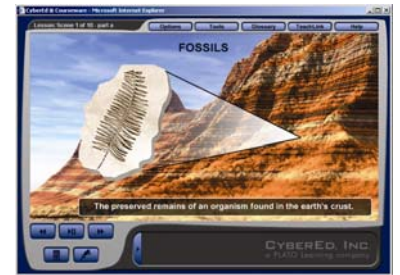 CyberEd @ Courseware - Microsoft Internet Explorer
Lesson Scene 1 of 10 - part a
Options Tools Glossary TeachLink Help
FOSSILS
The preserved remains of an organism found in the earth's crust.
CYBERED, INC.
a PLATO Learning company